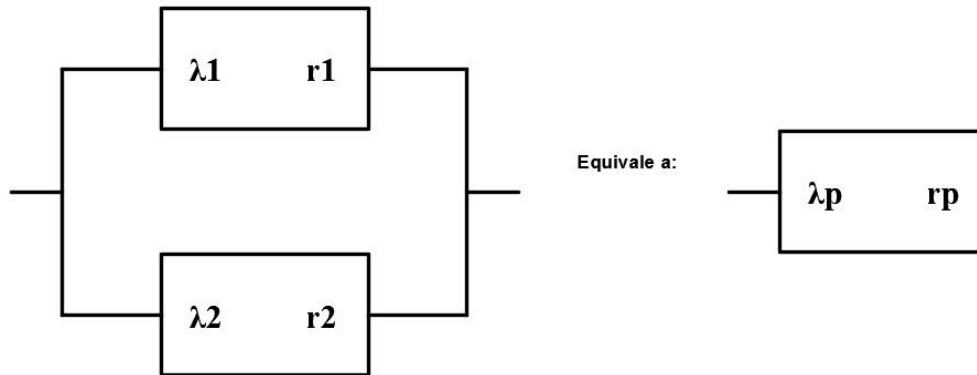 λ1 r1
Equivale a:
λp rp
λ2 r2